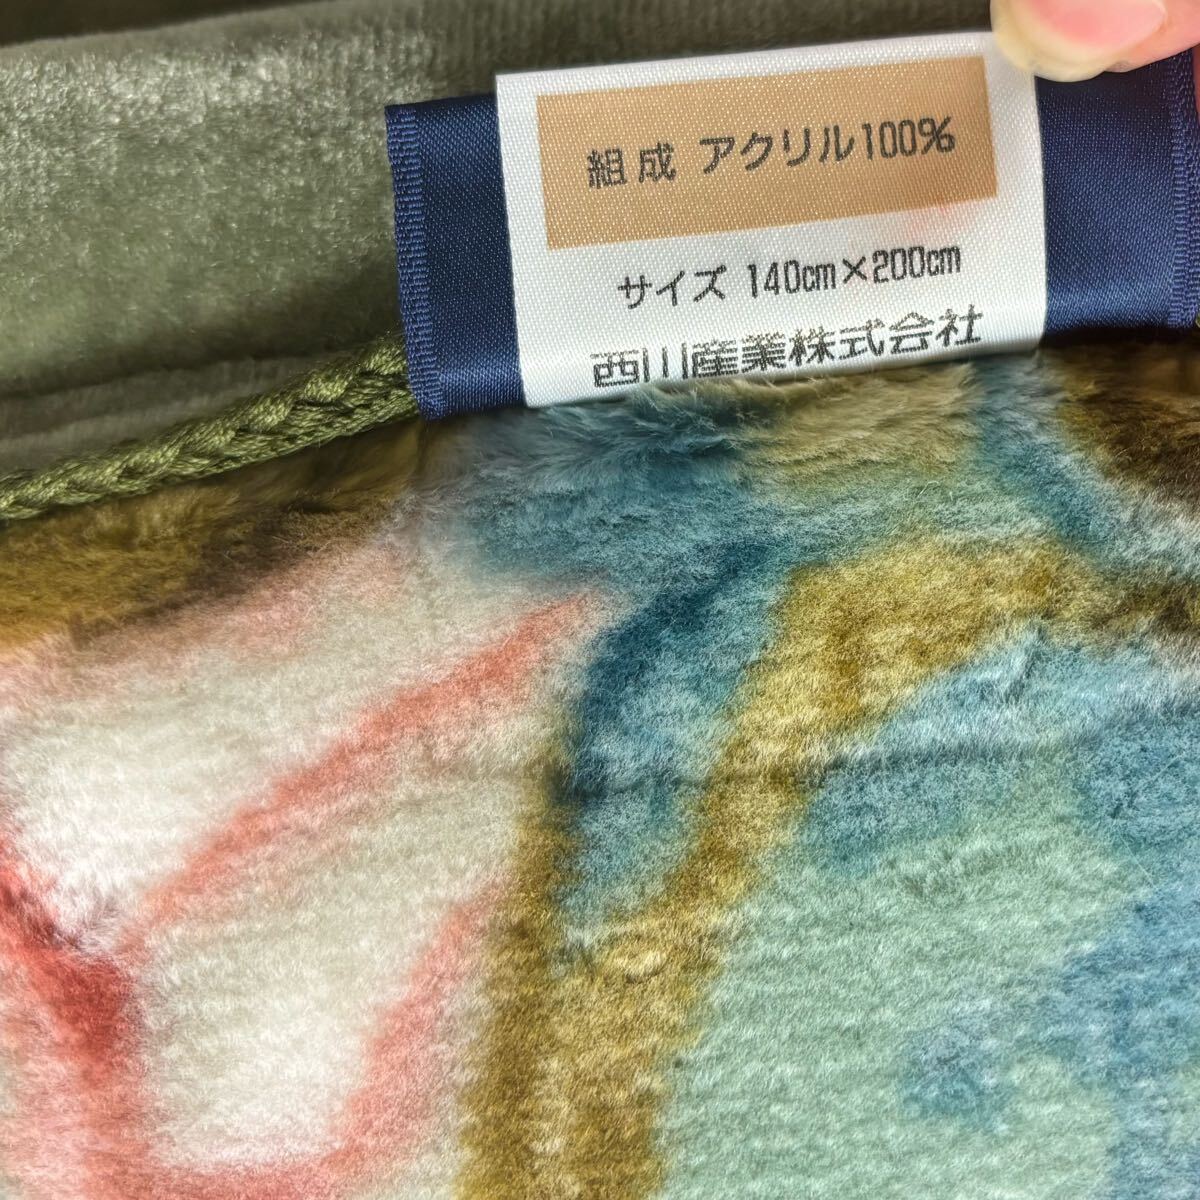 組成 アクリル100%
サイズ 140cm×200cm
西川産業株式会社